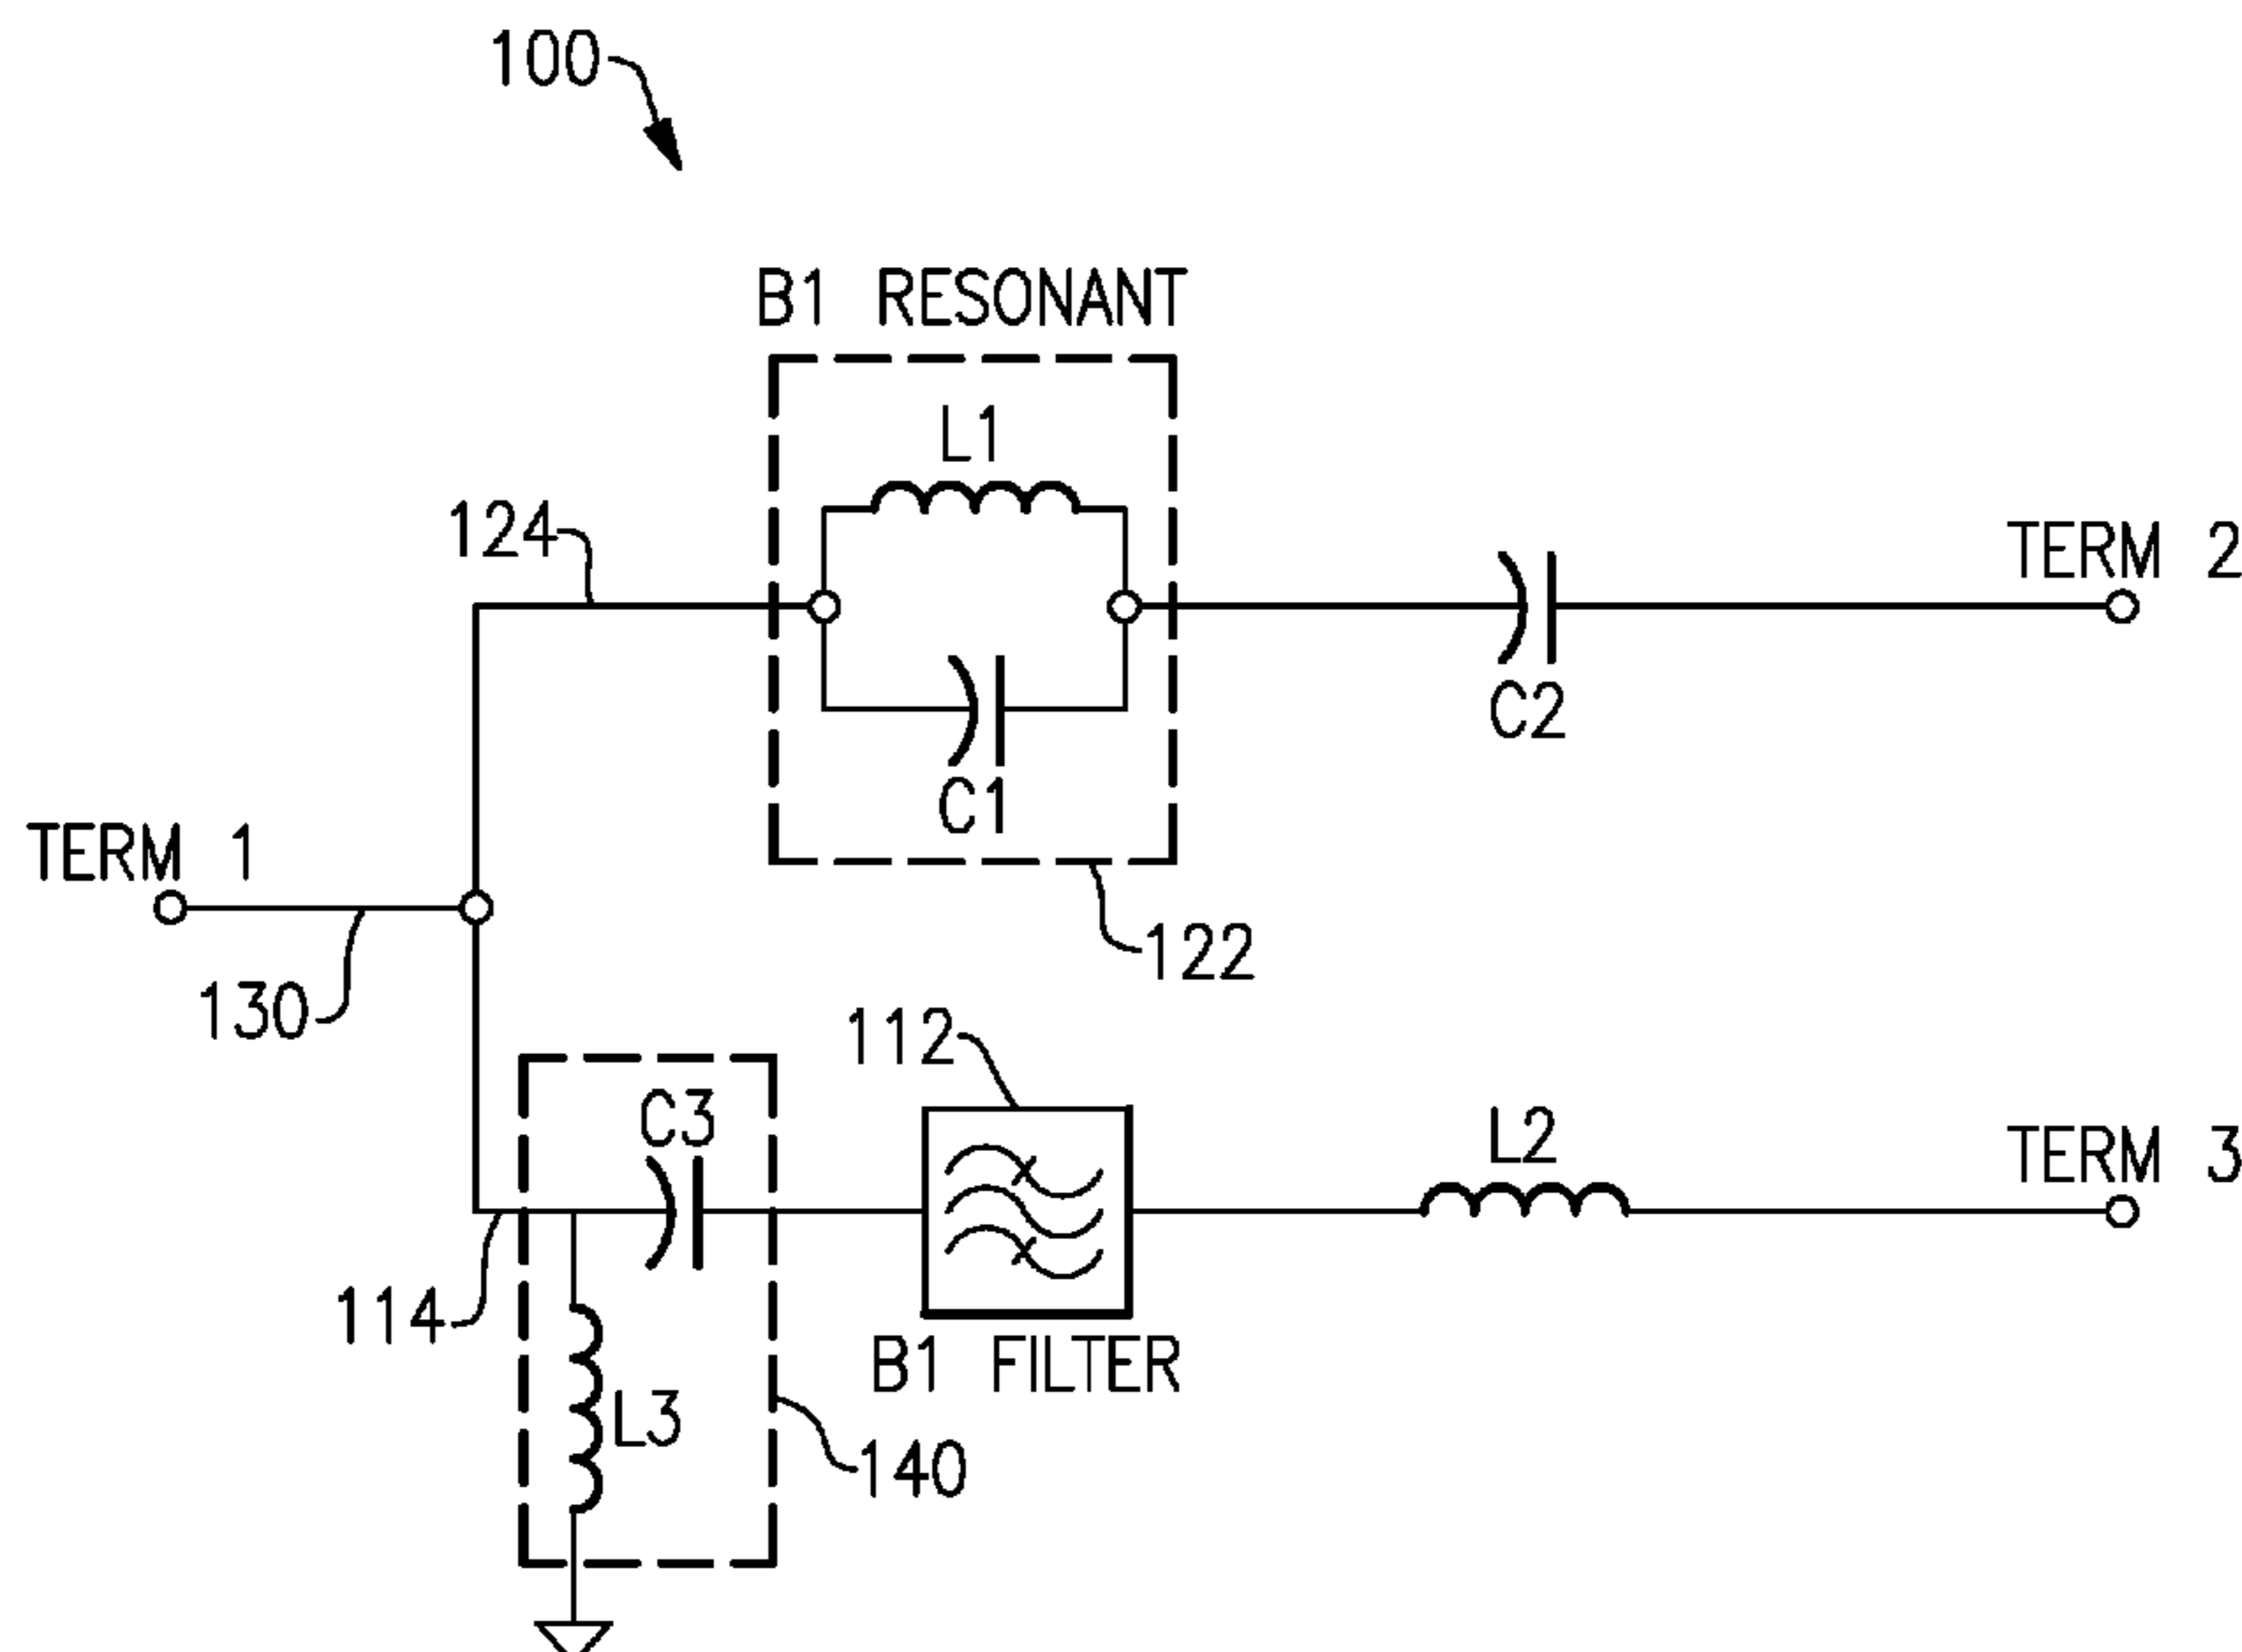 100
B1 RESONANT
L1
124
TERM 2
C2
C1
TERM 1
122
130
112
C3
L2
TERM 3
114
B1 FILTER
L3
140